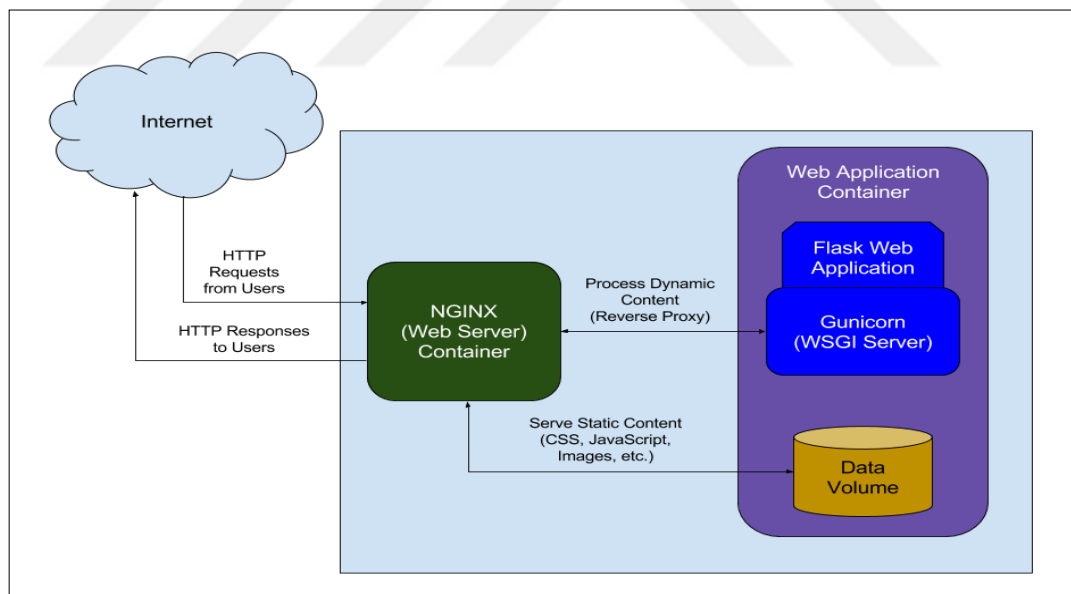 Internet
HTTP
Requests
from Users
HTTP Responses
to Users
NGINX
(Web Server)
Container
Process Dynamic
Content
(Reverse Proxy)
Serve Static Content
(CSS, JavaScript,
Images, etc.)
Web Application
Container
Flask Web
Application
Gunicorn
(WSGI Server)
Data
Volume